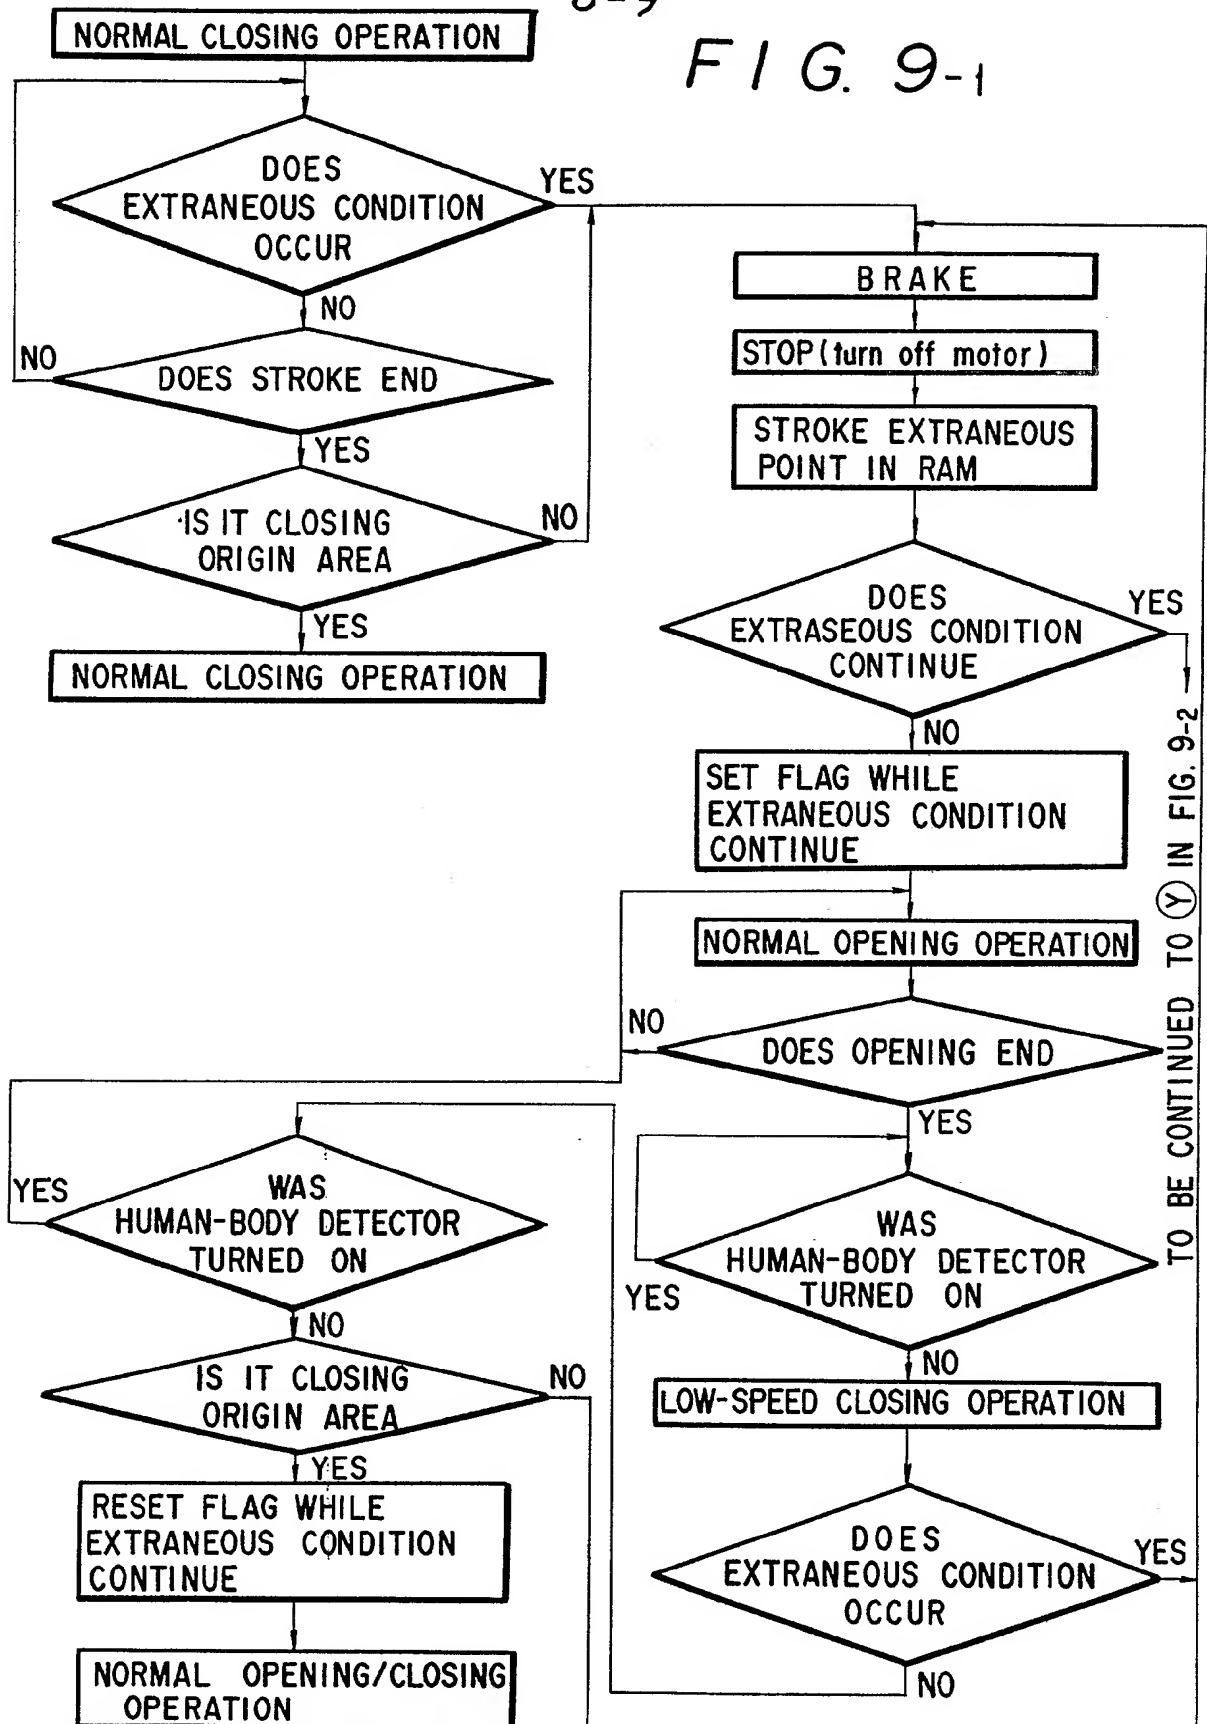 NORMAL CLOSING OPERATION
FIG. 9-1
DOES
EXTRANEOUS CONDITION
OCCUR
YES
NO
NO
DOES STROKE END
YES
IS IT CLOSING
ORIGIN AREA
NO
YES
NORMAL CLOSING OPERATION
BRAKE
STOP (turn off motor)
STROKE EXTRANEOUS
POINT IN RAM
DOES
EXTRASEOUS CONDITION
CONTINUE
YES
NO
TO BE CONTINUED TO Ⓨ IN FIG. 9-2
SET FLAG WHILE
EXTRANEOUS CONDITION
CONTINUE
NORMAL OPENING OPERATION
NO
DOES OPENING END
YES
WAS
HUMAN-BODY DETECTOR
TURNED ON
YES
NO
LOW-SPEED CLOSING OPERATION
DOES
EXTRANEOUS CONDITION
OCCUR
YES
NO
YES
WAS
HUMAN-BODY DETECTOR
TURNED ON
NO
IS IT CLOSING
ORIGIN AREA
NO
YES
RESET FLAG WHILE
EXTRANEOUS CONDITION
CONTINUE
NORMAL OPENING/CLOSING
OPERATION